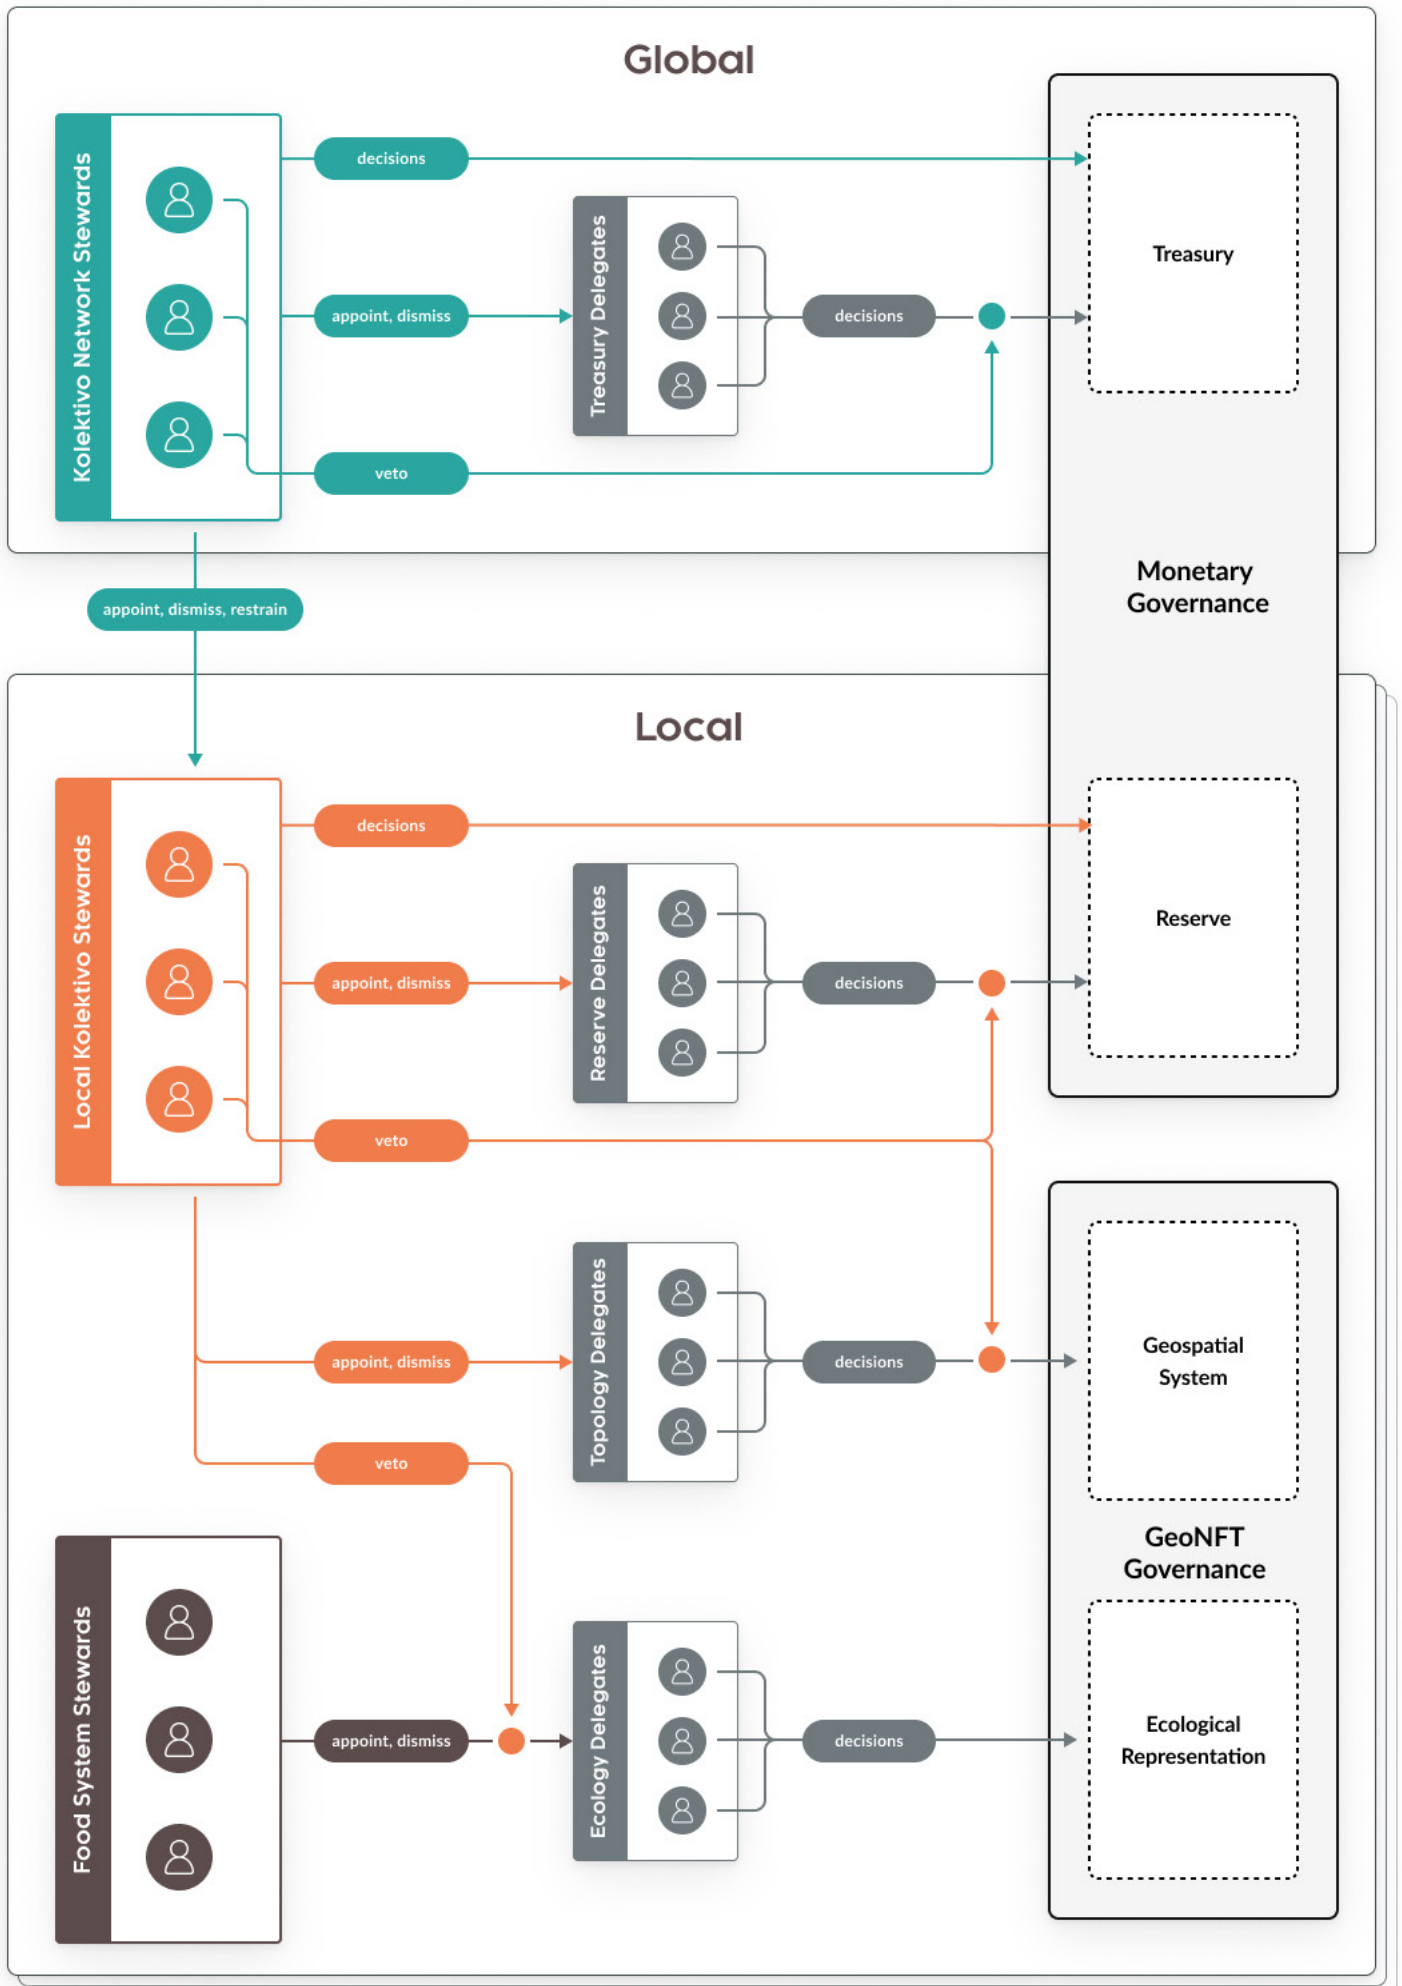 Global
Kolektivo Network Stewards
decisions
appoint, dismiss
veto
Treasury Delegates
decisions
Treasury
Monetary
Governance
appoint, dismiss, restrain
Local
Local Kolektivo Stewards
decisions
appoint, dismiss
veto
Reserve Delegates
decisions
Reserve
appoint, dismiss
veto
Topology Delegates
decisions
Geospatial
System
GeoNFT
Governance
Food System Stewards
appoint, dismiss
Ecology Delegates
decisions
Ecological
Representation